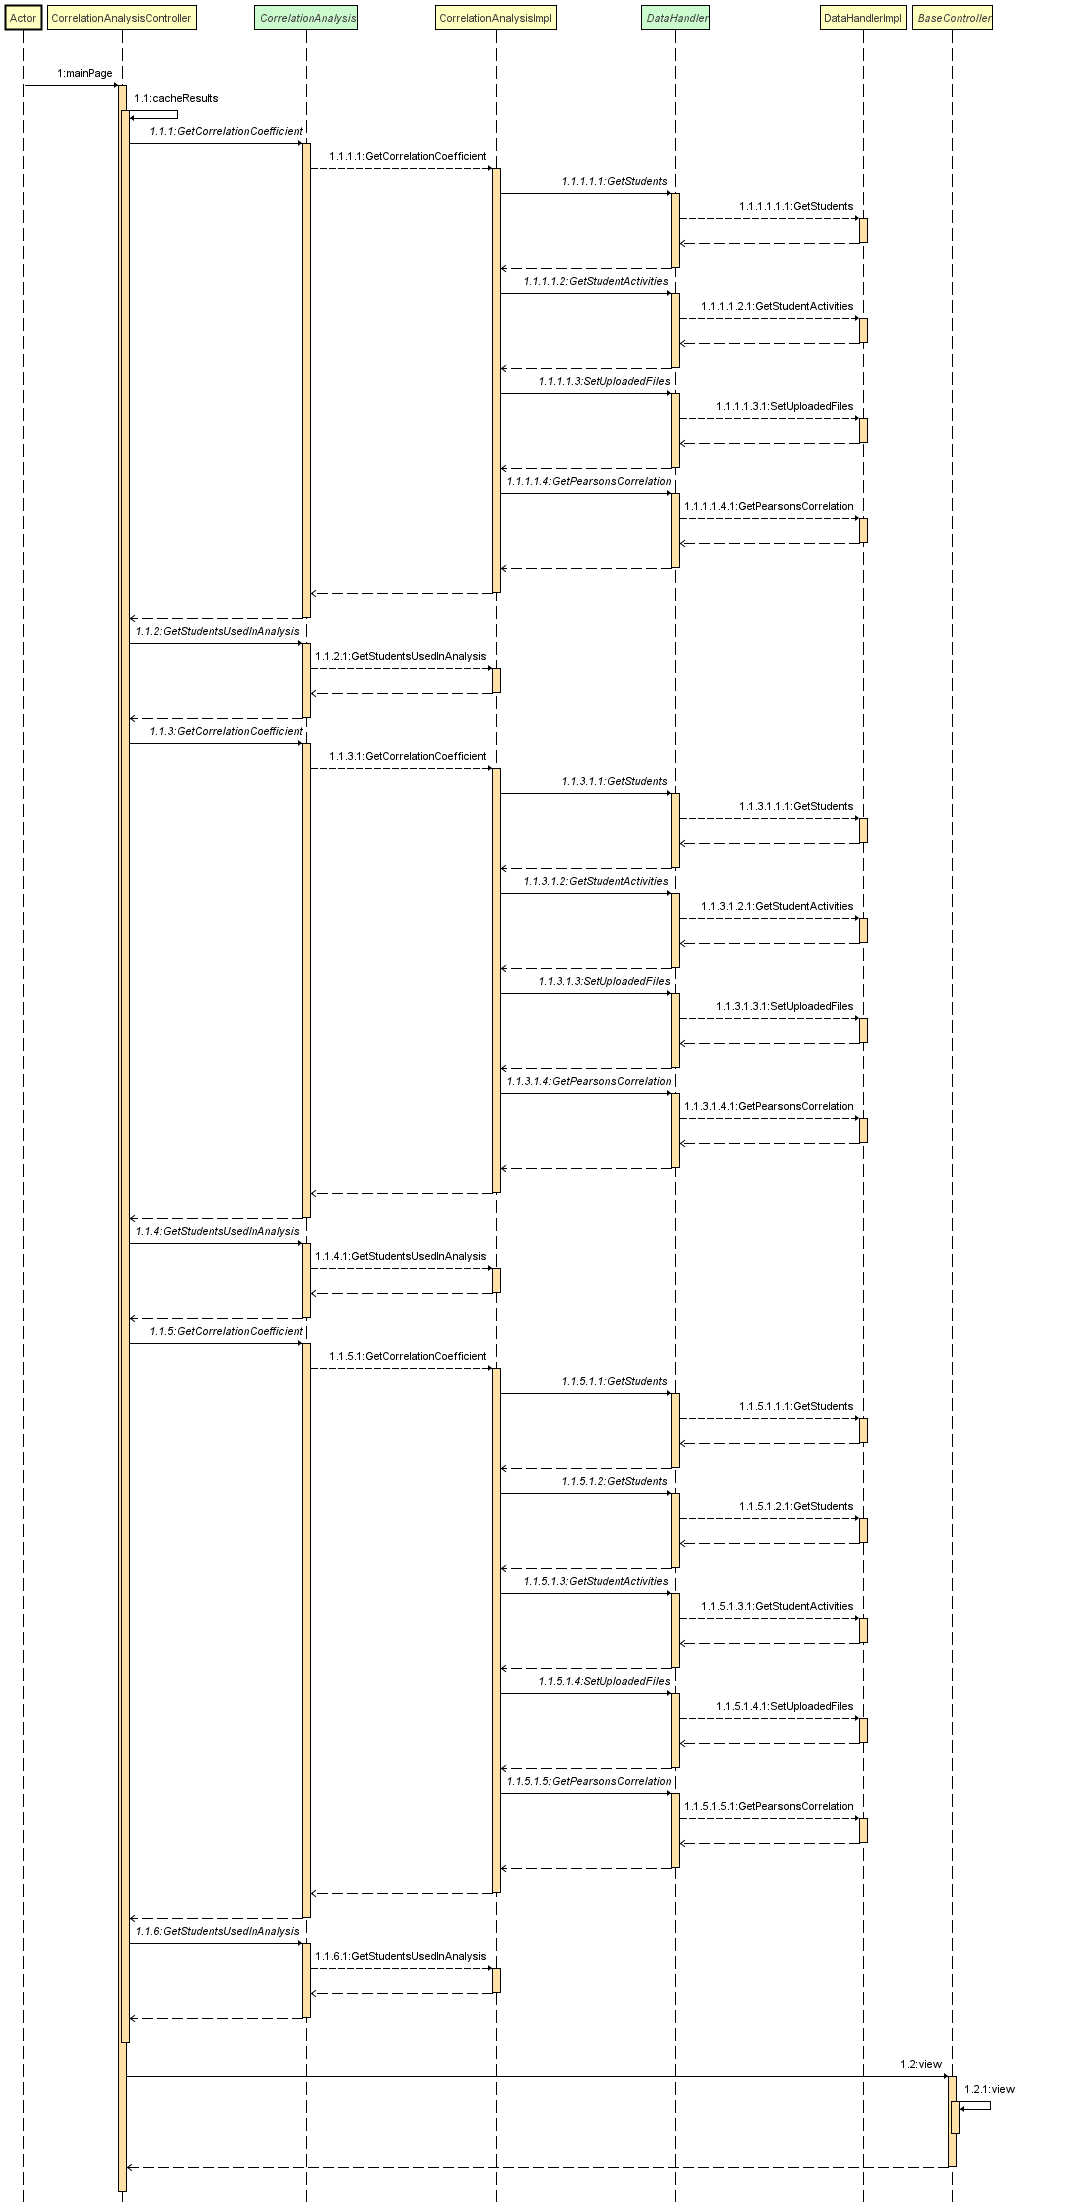 Actor
CorrelationAnalysisController
CorrelationAnalysis
CorrelationAnalysisImpl
DataHandler
DataHandlerImpl
BaseController
1:mainPage
1.1:cacheResults
1.1.1:GetCorrelationCoefficient
1.1.1.1:GetCorrelationCoefficient
1.1.1.1.1:GetStudents
1.1.1.1.1.1:GetStudents
1.1.1.1.2:GetStudentActivities
1.1.1.1.2.1:GetStudentActivities
1.1.1.1.3:SetUploadedFiles
1.1.1.1.3.1:SetUploadedFiles
1.1.1.1.4:GetPearsonsCorrelation
1.1.1.1.4.1:GetPearsonsCorrelation
1.1.2:GetStudentsUsedInAnalysis
1.1.2.1:GetStudentsUsedInAnalysis
1.1.3:GetCorrelationCoefficient
1.1.3.1:GetCorrelationCoefficient
1.1.3.1.1:GetStudents
1.1.3.1.1.1:GetStudents
1.1.3.1.2:GetStudentActivities
1.1.3.1.2.1:GetStudentActivities
1.1.3.1.3:SetUploadedFiles
1.1.3.1.3.1:SetUploadedFiles
1.1.3.1.4:GetPearsonsCorrelation
1.1.3.1.4.1:GetPearsonsCorrelation
1.1.4:GetStudentsUsedInAnalysis
1.1.4.1:GetStudentsUsedInAnalysis
1.1.5:GetCorrelationCoefficient
1.1.5.1:GetCorrelationCoefficient
1.1.5.1.1:GetStudents
1.1.5.1.1.1:GetStudents
1.1.5.1.2:GetStudents
1.1.5.1.2.1:GetStudents
1.1.5.1.3:GetStudentActivities
1.1.5.1.3.1:GetStudentActivities
1.1.5.1.4:SetUploadedFiles
1.1.5.1.4.1:SetUploadedFiles
1.1.5.1.5:GetPearsonsCorrelation
1.1.5.1.5.1:GetPearsonsCorrelation
1.1.6:GetStudentsUsedInAnalysis
1.1.6.1:GetStudentsUsedInAnalysis
1.2:view
1.2.1:view